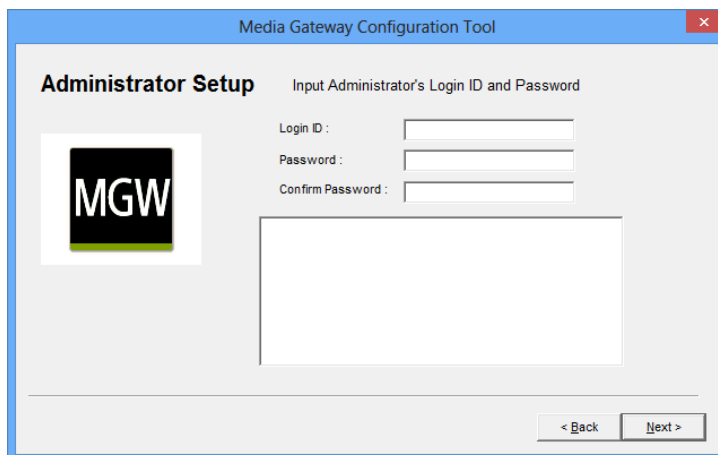 Media Gateway Configuration Tool
Administrator Setup
Input Administrator's Login ID and Password
Login ID :
Password :
Confirm Password :
MGW
< Back
Next >